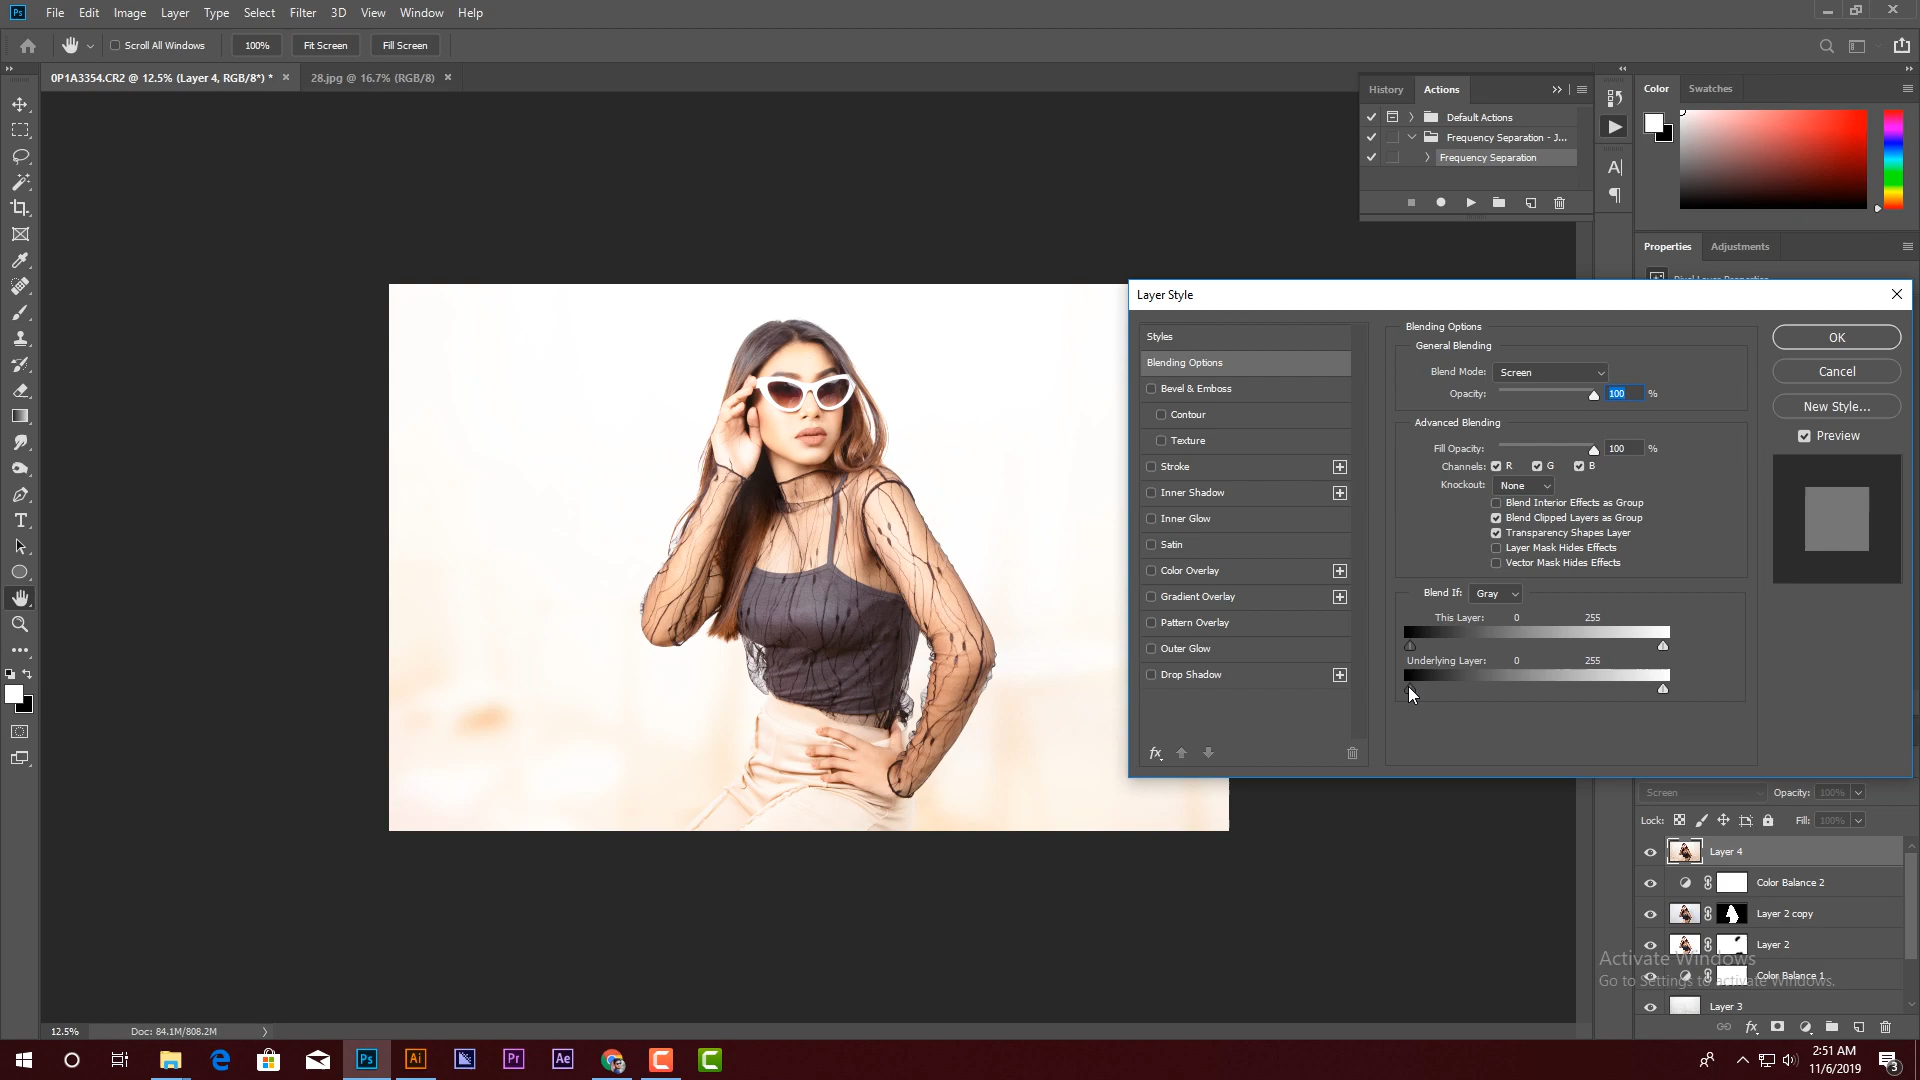 Ps File Edit Image Layer Type Select Filter 3D View Window Help
Scroll All Windows 100% Fit Screen Fill Screen
0P1A3354.CR2 @ 12.5% (Layer 4, RGB/8*) * × 28.jpg @ 16.7% (RGB/8) ×
History Actions
Default Actions
Frequency Separation - J...
Frequency Separation
Color Swatches
Properties Adjustments
Layer Style
Styles
Blending Options
Bevel & Emboss
Contour
Texture
Stroke
Inner Shadow
Inner Glow
Satin
Color Overlay
Gradient Overlay
Pattern Overlay
Outer Glow
Drop Shadow
fx
Blending Options
General Blending
Blend Mode: Screen
Opacity: 100 %
Advanced Blending
Fill Opacity: 100 %
Channels: R G B
Knockout: None
Blend Interior Effects as Group
Blend Clipped Layers as Group
Transparency Shapes Layer
Layer Mask Hides Effects
Vector Mask Hides Effects
Blend If: Gray
This Layer: 0 255
Underlying Layer: 0 255
OK
Cancel
New Style...
Preview
Screen Opacity: 100%
Lock: Fill: 100%
Layer 4
Color Balance 2
Layer 2 copy
Layer 2
Color Balance 1
Layer 3
Activate Windows
Go to Settings to activate Windows.
fx
12.5% Doc: 84.1M/808.2M
Ps Ai Pr Ae
2:51 AM
11/6/2019
3